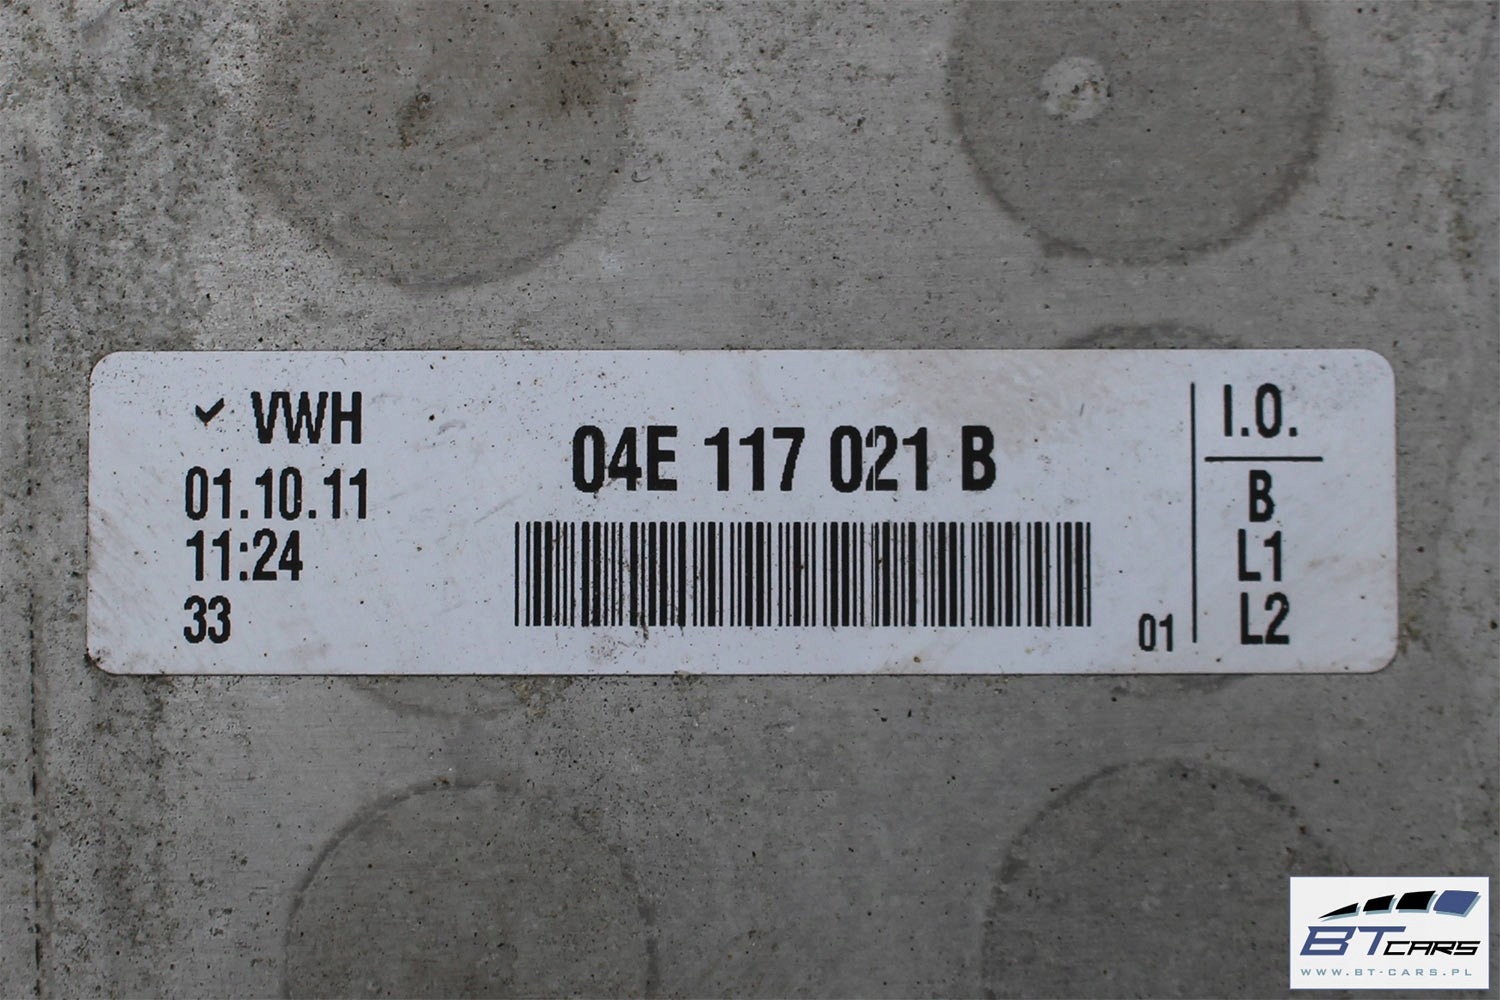 VWH
01.10.11
11:24
33
04E 117 021 B
01
I.O.
B
L1
L2
BT CARS
WWW.BT-CARS.PL